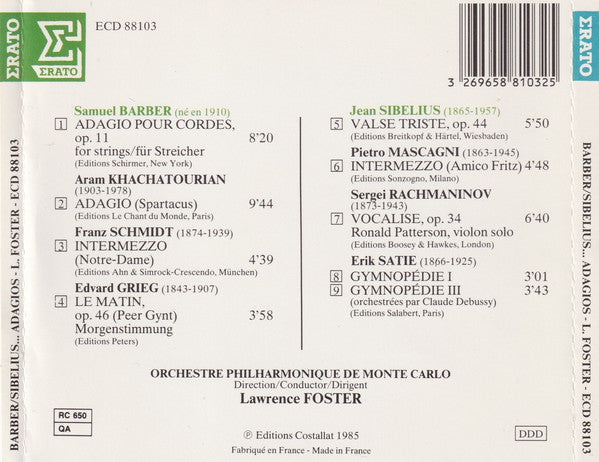 ERATO
ERATO
ECD 88103
3 269658 810325
ERATO
Samuel BARBER (né en 1910)
1 ADAGIO POUR CORDES,
op. 11 8'20
for strings/für Streicher
(Editions Schirmer, New York)
Aram KHACHATOURIAN
(1903-1978)
2 ADAGIO (Spartacus) 9'44
(Editions Le Chant du Monde, Paris)
Franz SCHMIDT (1874-1939)
3 INTERMEZZO
(Notre-Dame) 4'39
(Editions Ahn & Simrock-Crescendo, München)
Edvard GRIEG (1843-1907)
4 LE MATIN,
op. 46 (Peer Gynt) 3'58
Morgenstimmung
(Editions Peters)
Jean SIBELIUS (1865-1957)
5 VALSE TRISTE, op. 44 5'50
(Editions Breitkopf & Härtel, Wiesbaden)
Pietro MASCAGNI (1863-1945)
6 INTERMEZZO (Amico Fritz) 4'48
(Editions Sonzogno, Milano)
Sergei RACHMANINOV
(1873-1943)
7 VOCALISE, op. 34 6'40
Ronald Patterson, violon solo
(Editions Boosey & Hawkes, London)
Erik SATIE (1866-1925)
8 GYMNOPÉDIE I 3'01
9 GYMNOPÉDIE III 3'43
(orchestrées par Claude Debussy)
(Editions Salabert, Paris)
ORCHESTRE PHILHARMONIQUE DE MONTE CARLO
Direction/Conductor/Dirigent
Lawrence FOSTER
RC 650
QA
℗ Editions Costallat 1985
Fabriqué en France - Made in France
DDD
BARBER/SIBELIUS... ADAGIOS - L. FOSTER - ECD 88103
BARBER/SIBELIUS... ADAGIOS - L. FOSTER - ECD 88103